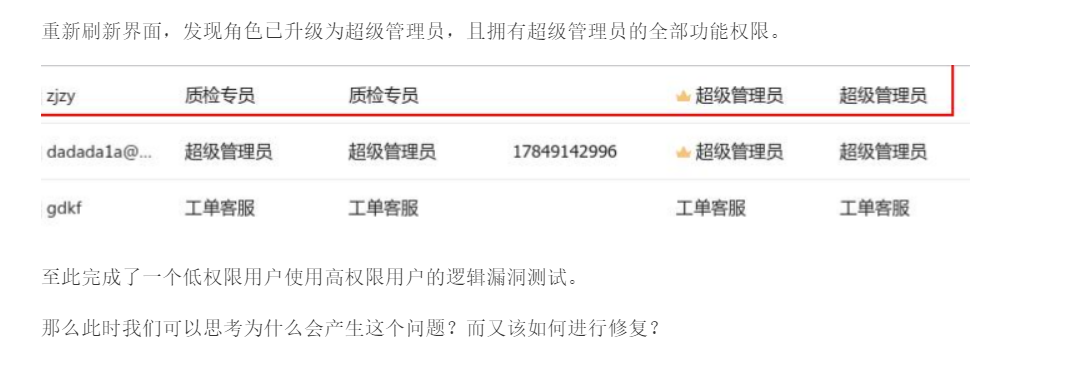 重新刷新界面，发现角色已升级为超级管理员，且拥有超级管理员的全部功能权限。
zjzy 质检专员 质检专员 超级管理员 超级管理员
dadada1a@... 超级管理员 超级管理员 17849142996 超级管理员 超级管理员
gdkf 工单客服 工单客服 工单客服 工单客服
至此完成了一个低权限用户使用高权限用户的逻辑漏洞测试。
那么此时我们可以思考为什么会产生这个问题？而又该如何进行修复？